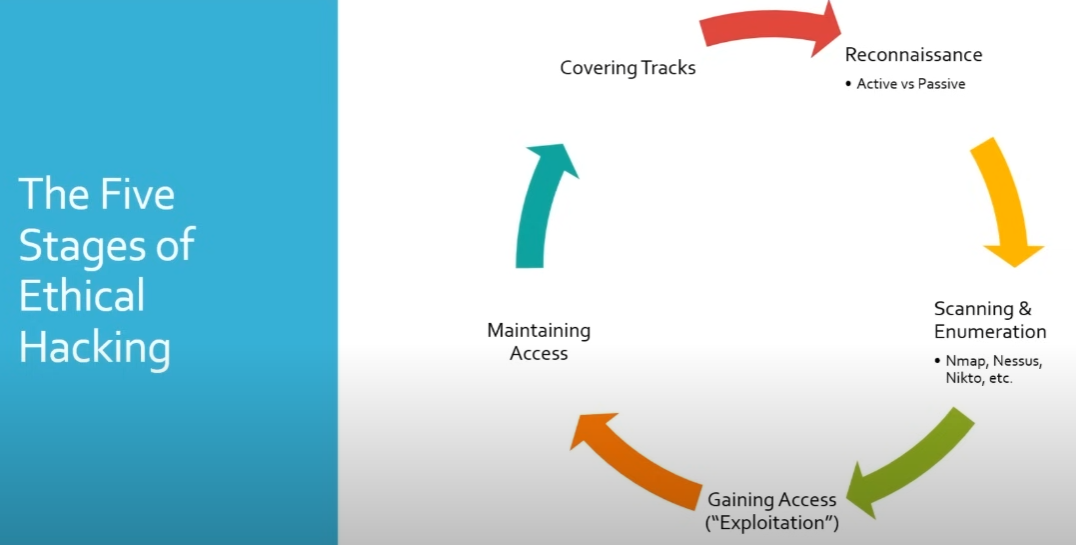 The Five
Stages of
Ethical
Hacking
Covering Tracks
Reconnaissance
• Active vs Passive
Scanning &
Enumeration
• Nmap, Nessus,
Nikto, etc.
Gaining Access
(“Exploitation”)
Maintaining
Access